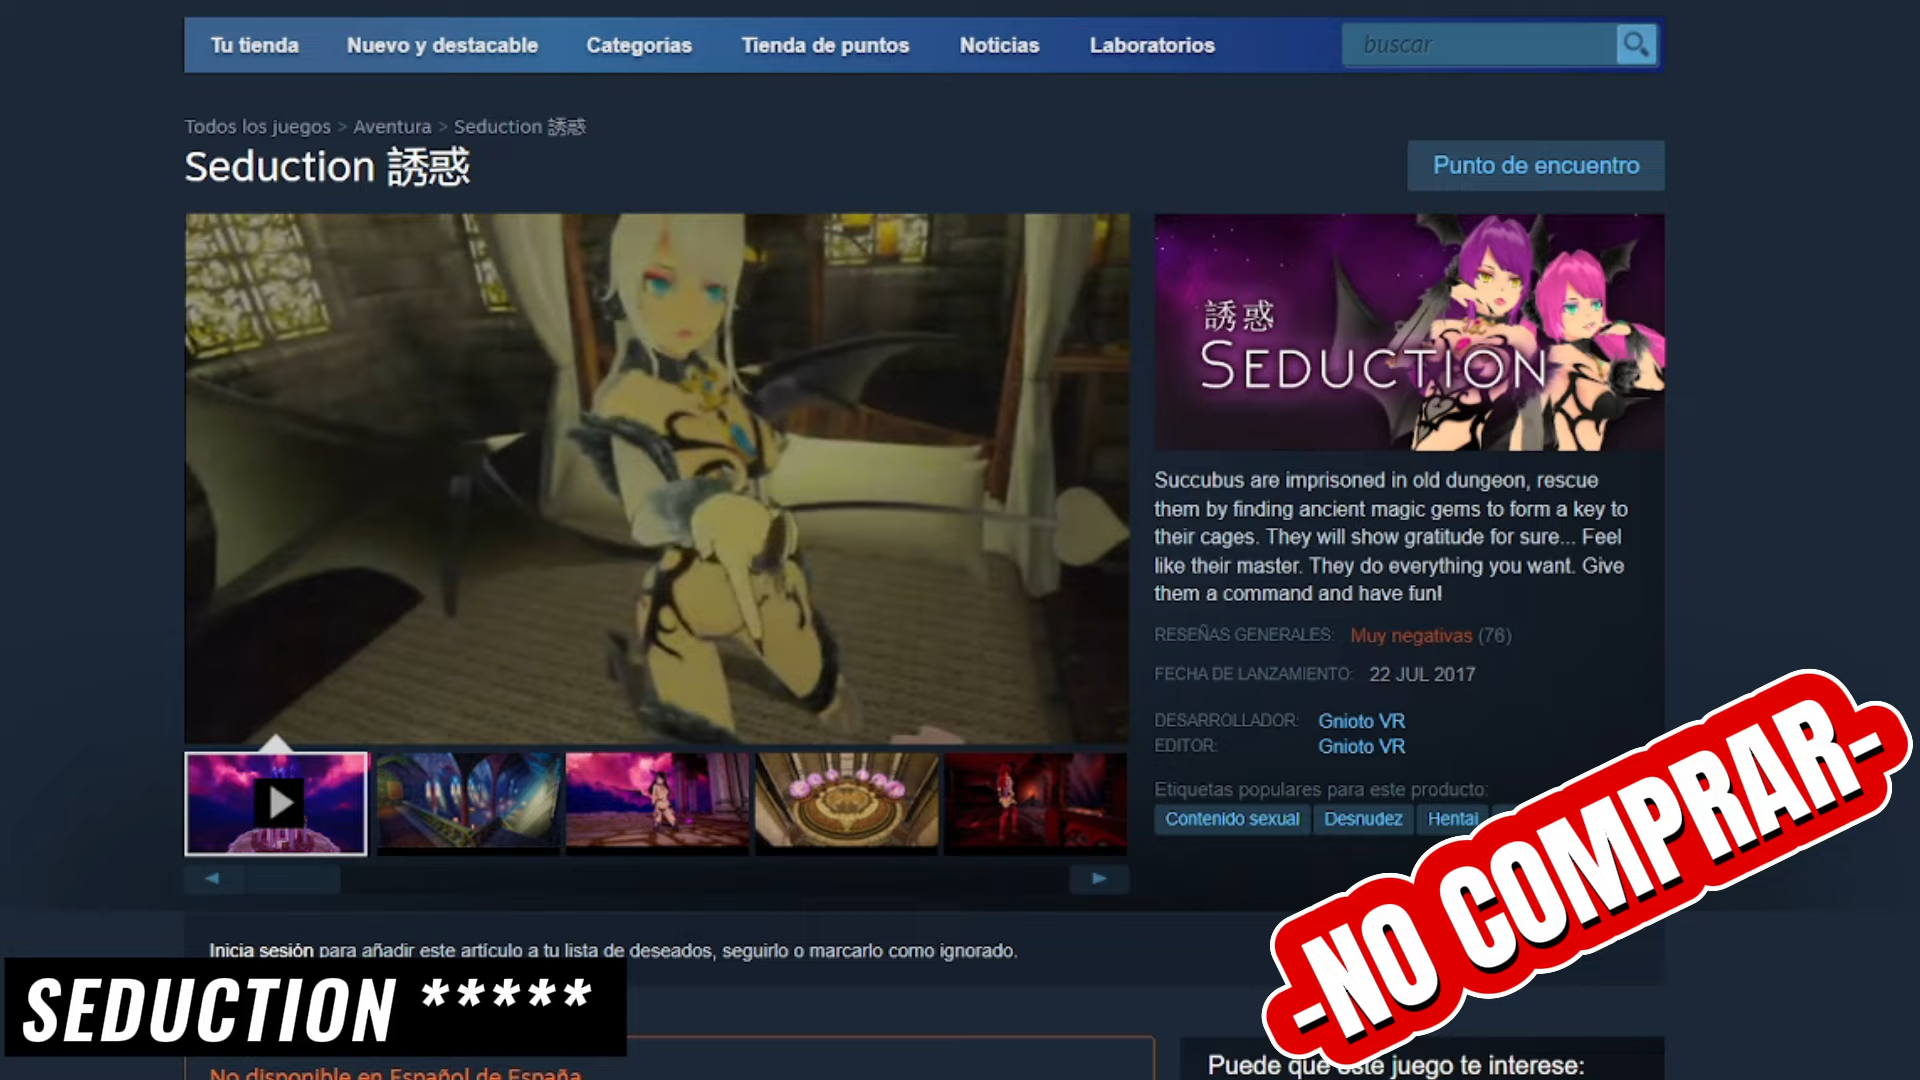 Tu tienda Nuevo y destacable Categorias Tienda de puntos Noticias Laboratorios buscar
Todos los juegos > Aventura > Seduction 誘惑
Seduction 誘惑
Punto de encuentro
誘惑
SEDUCTION
Succubus are imprisoned in old dungeon, rescue
them by finding ancient magic gems to form a key to
their cages. They will show gratitude for sure... Feel
like their master. They do everything you want. Give
them a command and have fun!
RESEÑAS GENERALES: Muy negativas (76)
FECHA DE LANZAMIENTO: 22 JUL 2017
DESARROLLADOR: Gnioto VR
EDITOR: Gnioto VR
Etiquetas populares para este producto:
Contenido sexual Desnudez Hentai
-NO COMPRAR-
Inicia sesión para añadir este artículo a tu lista de deseados, seguirlo o marcarlo como ignorado.
SEDUCTION *****
No disponible en Español de España
Puede que este juego te interese: